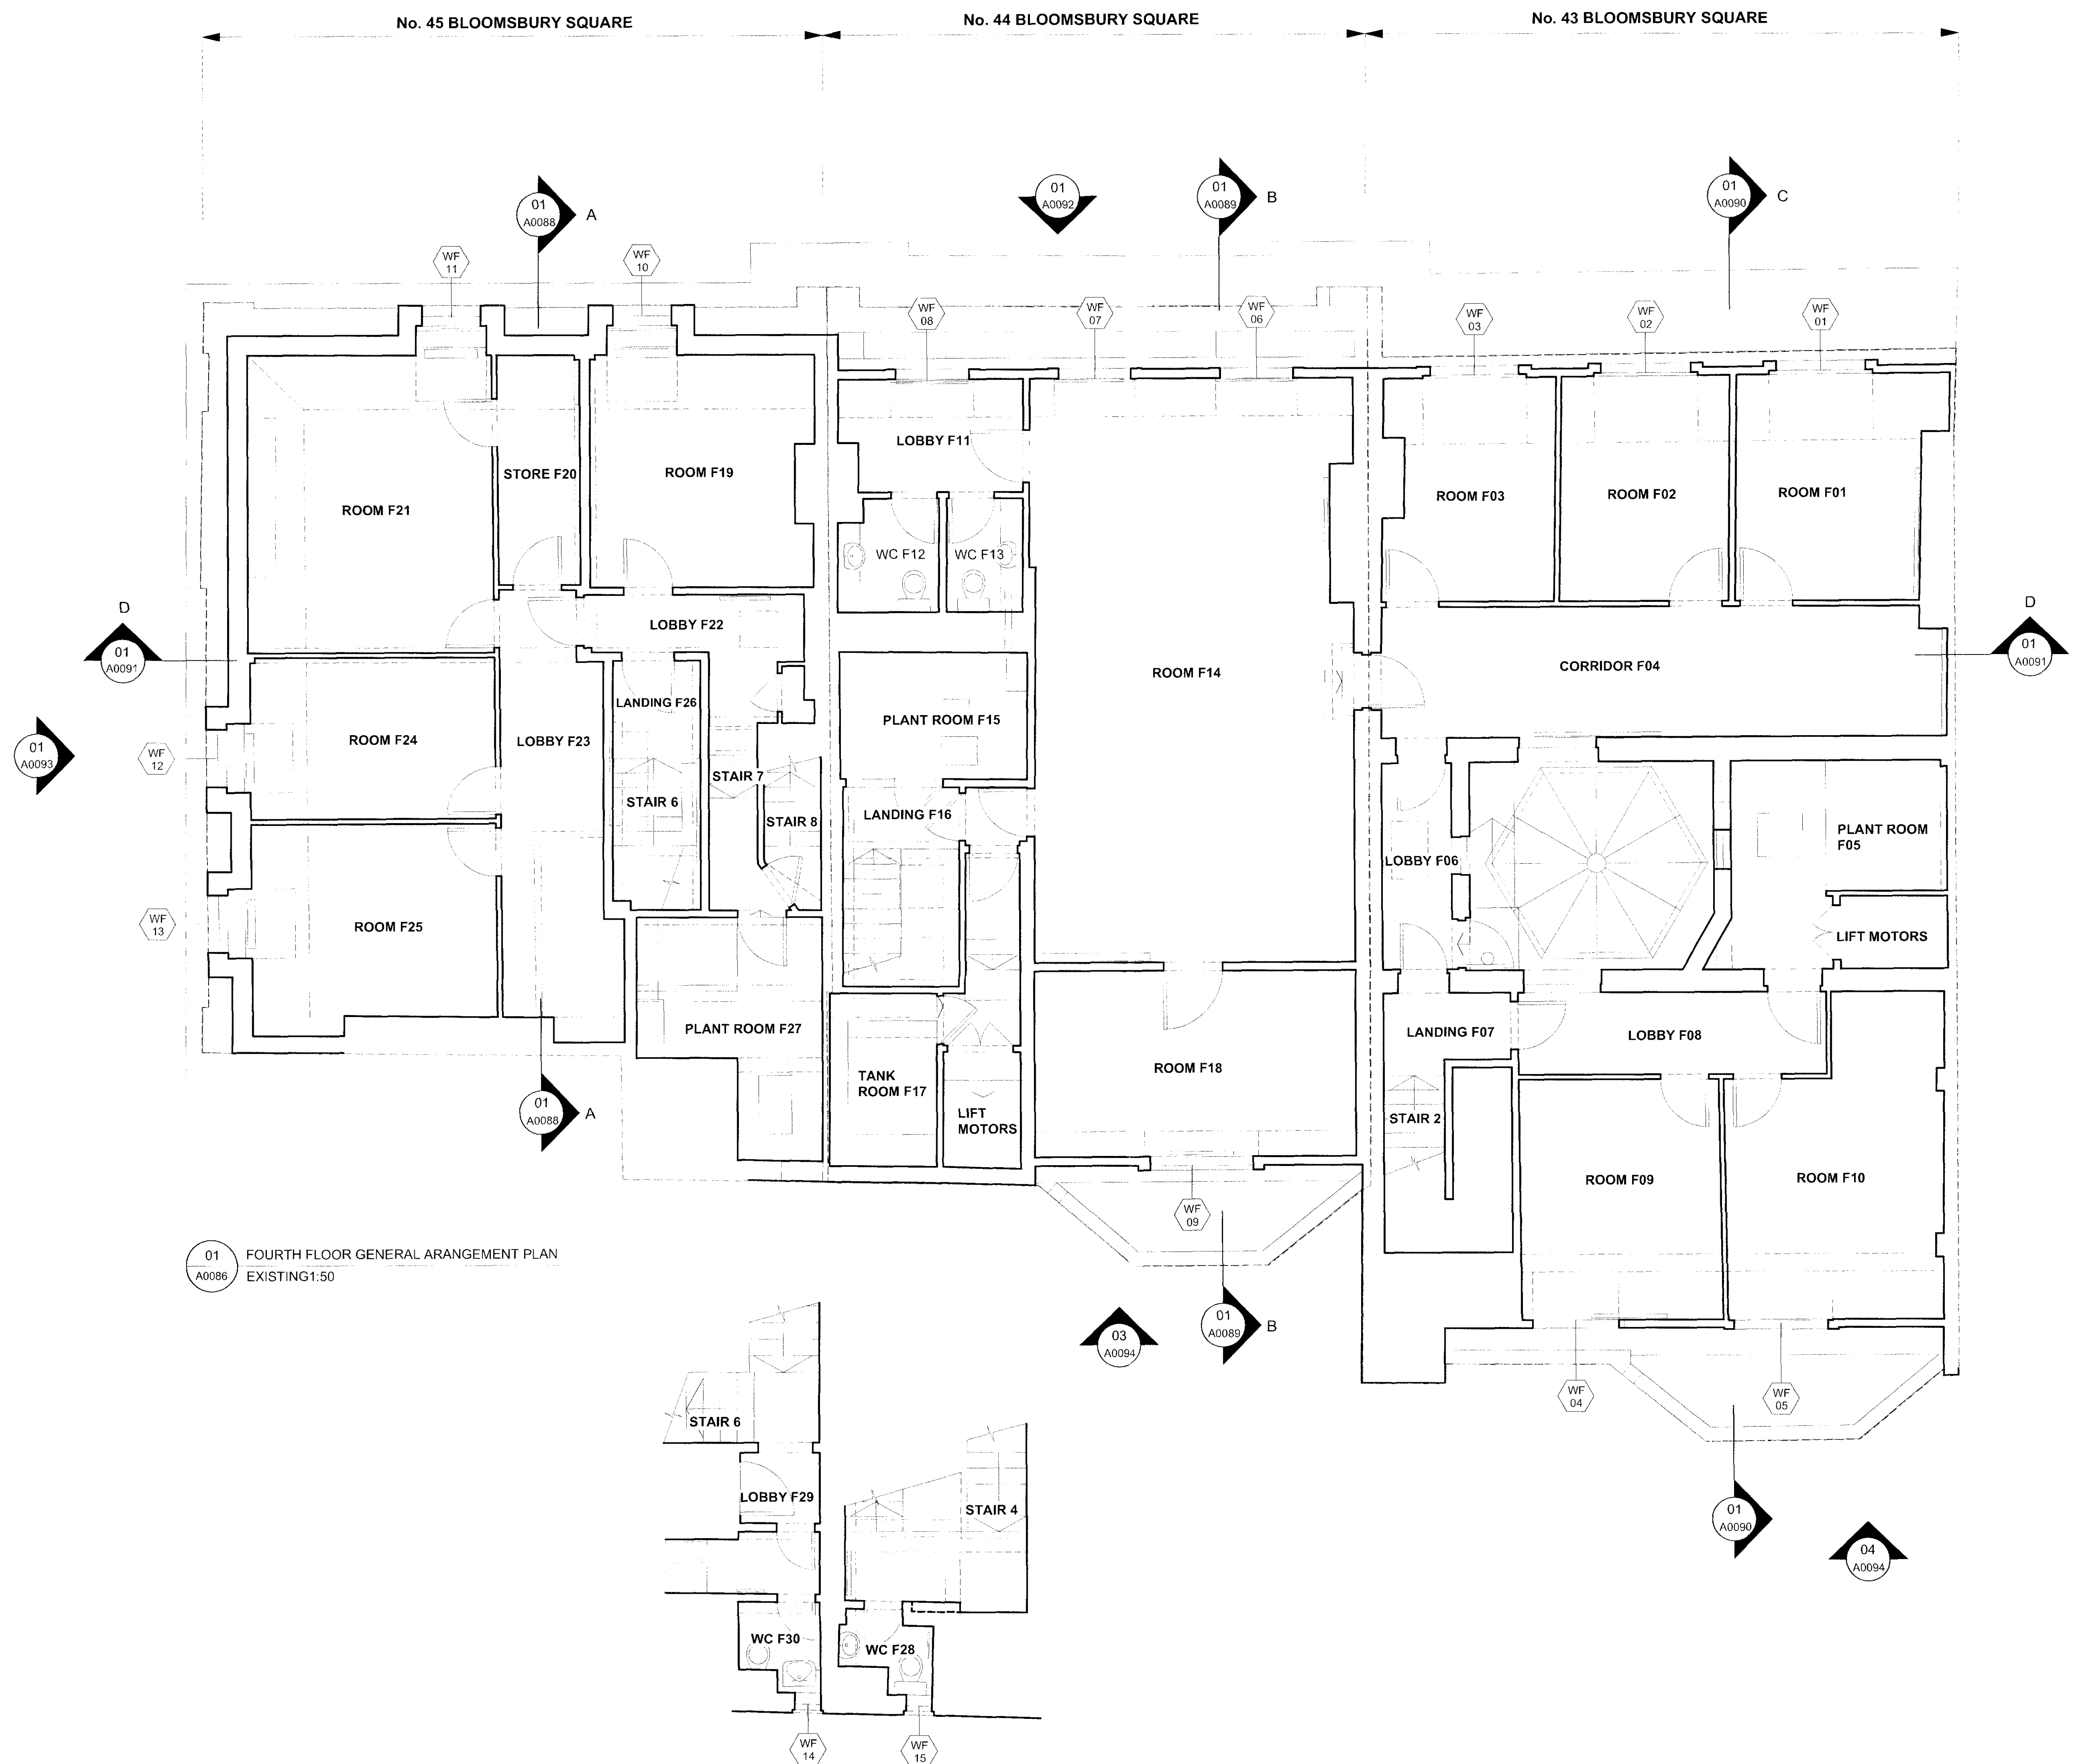 No. 45 BLOOMSBURY SQUARE
No. 44 BLOOMSBURY SQUARE
No. 43 BLOOMSBURY SQUARE
01
A0088
A
01
A0092
01
A0089
B
01
A0090
C
WF
11
WF
10
WF
08
WF
07
WF
06
WF
03
WF
02
WF
01
LOBBY F11
STORE F20
ROOM F19
ROOM F21
ROOM F03
ROOM F02
ROOM F01
WC F12
WC F13
D
01
A0091
LOBBY F22
D
01
A0091
ROOM F14
CORRIDOR F04
LANDING F26
PLANT ROOM F15
01
A0093
WF
12
ROOM F24
LOBBY F23
STAIR 7
STAIR 6
STAIR 8
LANDING F16
PLANT ROOM
F05
LOBBY F06
WF
13
ROOM F25
LIFT MOTORS
PLANT ROOM F27
LANDING F07
LOBBY F08
TANK
ROOM F17
ROOM F18
LIFT
MOTORS
STAIR 2
01
A0088
A
ROOM F09
ROOM F10
WF
09
01
A0086
FOURTH FLOOR GENERAL ARANGEMENT PLAN
EXISTING1:50
03
A0094
01
A0089
B
WF
04
WF
05
STAIR 6
LOBBY F29
STAIR 4
01
A0090
04
A0094
WC F30
WC F28
WF
14
WF
15